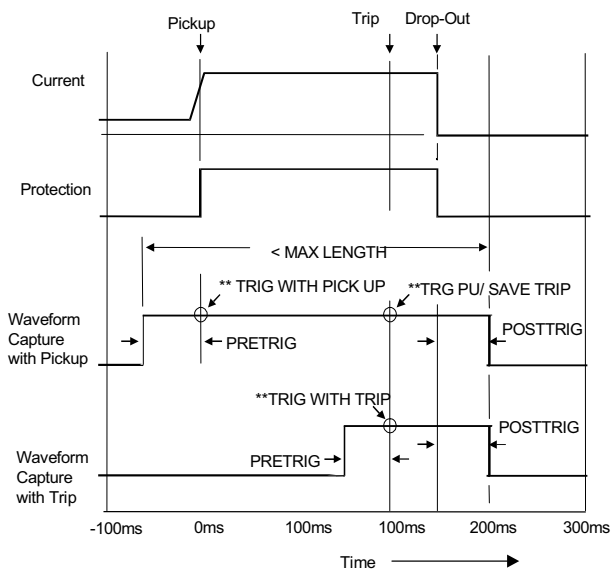 Pickup Trip Drop-Out
Current
Protection
< MAX LENGTH
** TRIG WITH PICK UP
**TRG PU/ SAVE TRIP
Waveform
Capture
with Pickup
PRETRIG
POSTTRIG
**TRIG WITH TRIP
Waveform
Capture
with Trip
PRETRIG
POSTTRIG
-100ms 0ms 100ms 100ms 200ms 300ms
Time